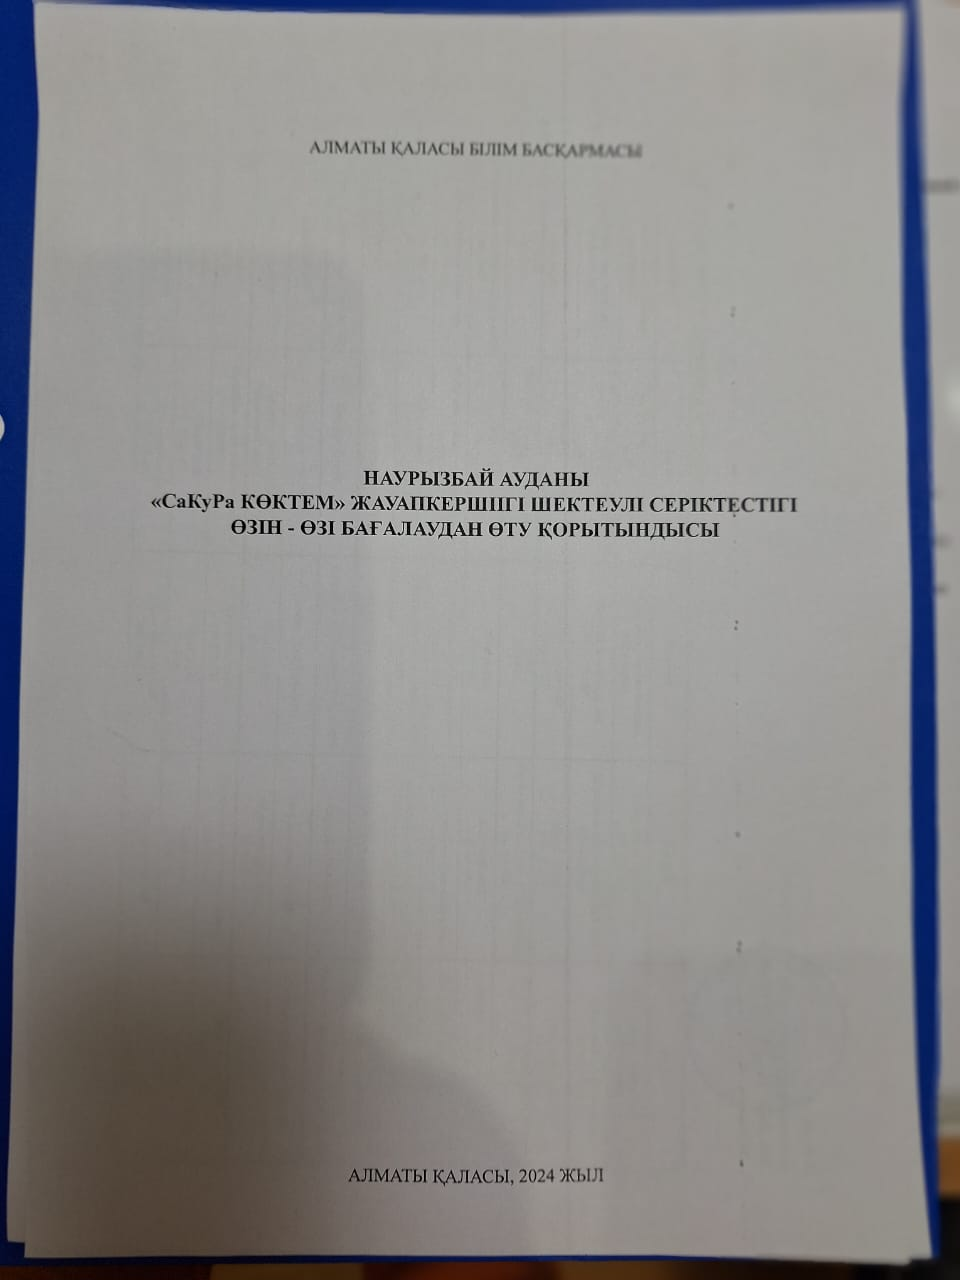 АЛМАТЫ ҚАЛАСЫ БІЛІМ БАСҚАРМАСЫ
НАУРЫЗБАЙ АУДАНЫ
«СаКуРа КӨКТЕМ» ЖАУАПКЕРШІІГІ ШЕКТЕУЛІ СЕРІКТЕСТІГІ
ӨЗІН - ӨЗІ БАҒАЛАУДАН ӨТУ ҚОРЫТЫНДЫСЫ
АЛМАТЫ ҚАЛАСЫ, 2024 ЖЫЛ